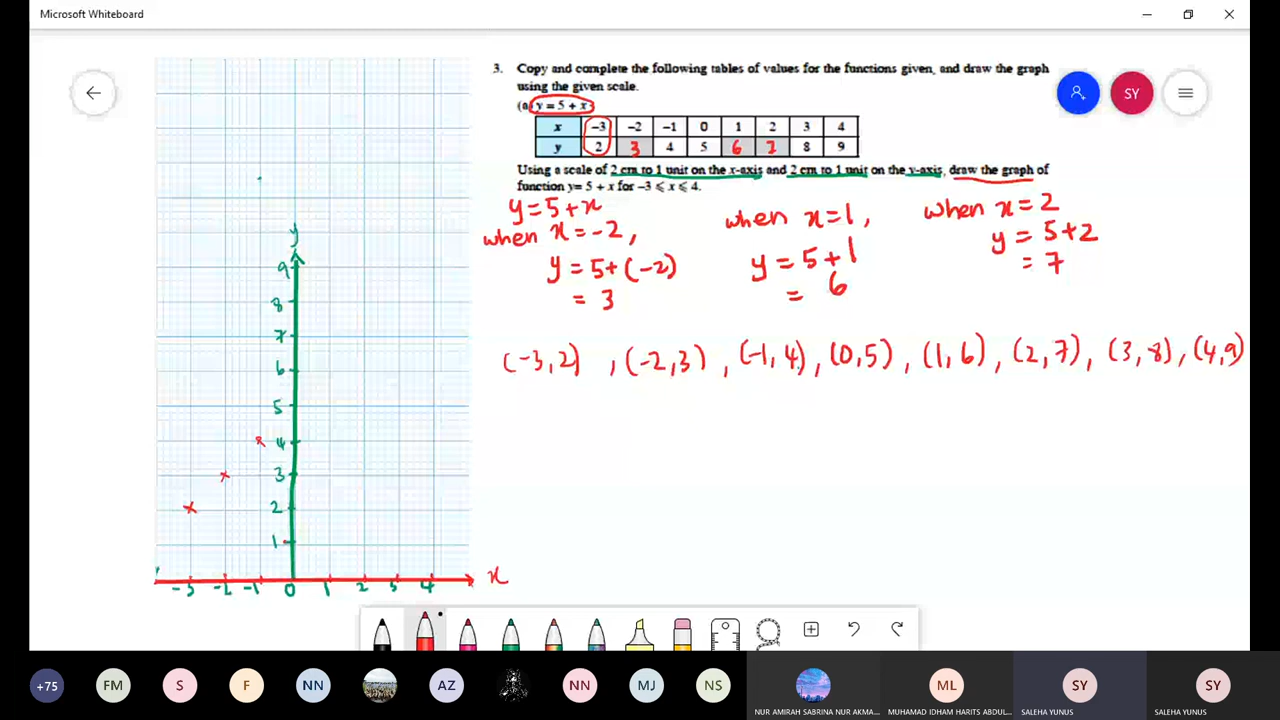 Microsoft Whiteboard
3. Copy and complete the following tables of values for the functions given, and draw the graph
using the given scale.
(a) y = 5 + x
x −3 −2 −1 0 1 2 3 4
y 2 3 4 5 6 7 8 9
Using a scale of 2 cm to 1 unit on the x-axis and 2 cm to 1 unit on the y-axis, draw the graph of
function y= 5 + x for −3 ⩽ x ⩽ 4.
y = 5 + x
when x = -2,
y = 5 + (-2)
= 3
when x = 1,
y = 5 + 1
= 6
when x = 2
y = 5 + 2
= 7
(-3, 2) , (-2, 3) , (-1, 4) , (0, 5) , (1, 6) , (2, 7) , (3, 8) , (4, 9)
y
9
8
7
6
5
4
3
2
1
-3 -2 -1 0 1 2 3 4 x
SY
+75 FM S F NN AZ NN MJ NS ML SY SY
NUR AMIRAH SABRINA NUR AKMA... MUHAMAD IDHAM HARITS ABDUL... SALEHA YUNUS SALEHA YUNUS